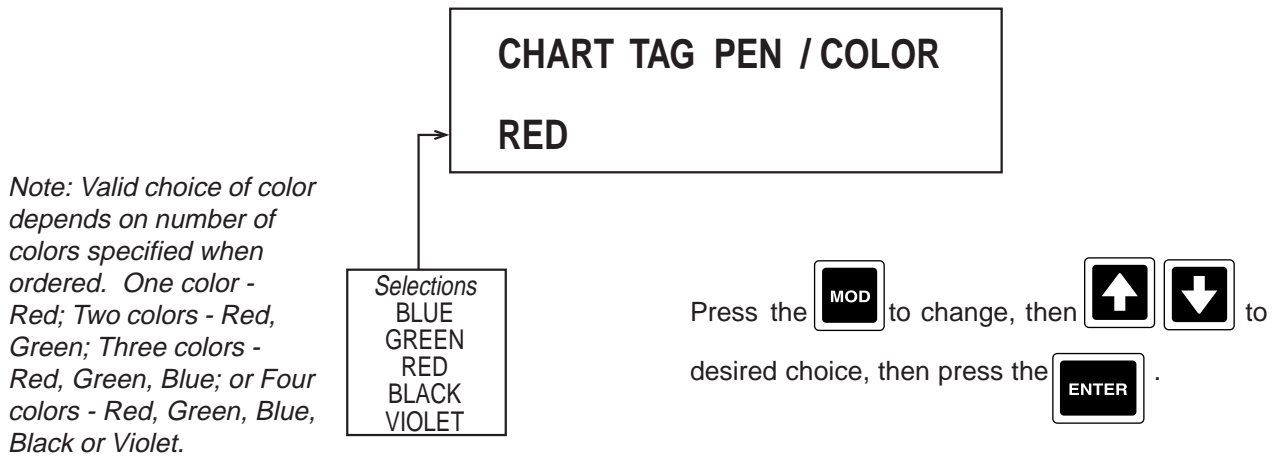 CHART TAG PEN / COLOR
RED
Note: Valid choice of color
depends on number of
colors specified when
ordered. One color -
Red; Two colors - Red,
Green; Three colors -
Red, Green, Blue; or Four
colors - Red, Green, Blue,
Black or Violet.
Selections
BLUE
GREEN
RED
BLACK
VIOLET
Press the MOD to change, then to
desired choice, then press the ENTER .